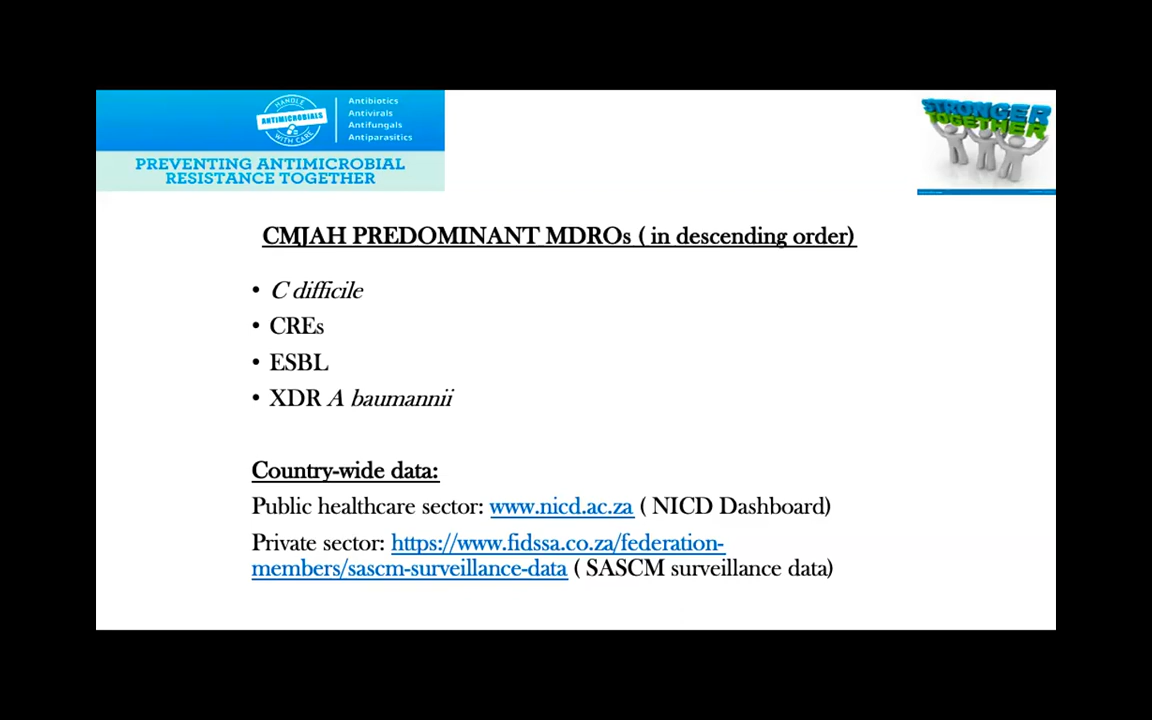 HANDLE
ANTIMICROBIALS
WITH CARE
Antibiotics
Antivirals
Antifungals
Antiparasitics
PREVENTING ANTIMICROBIAL
RESISTANCE TOGETHER
STRONGER
TOGETHER
CMJAH PREDOMINANT MDROs ( in descending order)
• C difficile
• CREs
• ESBL
• XDR A baumannii
Country-wide data:
Public healthcare sector: www.nicd.ac.za ( NICD Dashboard)
Private sector: https://www.fidssa.co.za/federation-
members/sascm-surveillance-data ( SASCM surveillance data)